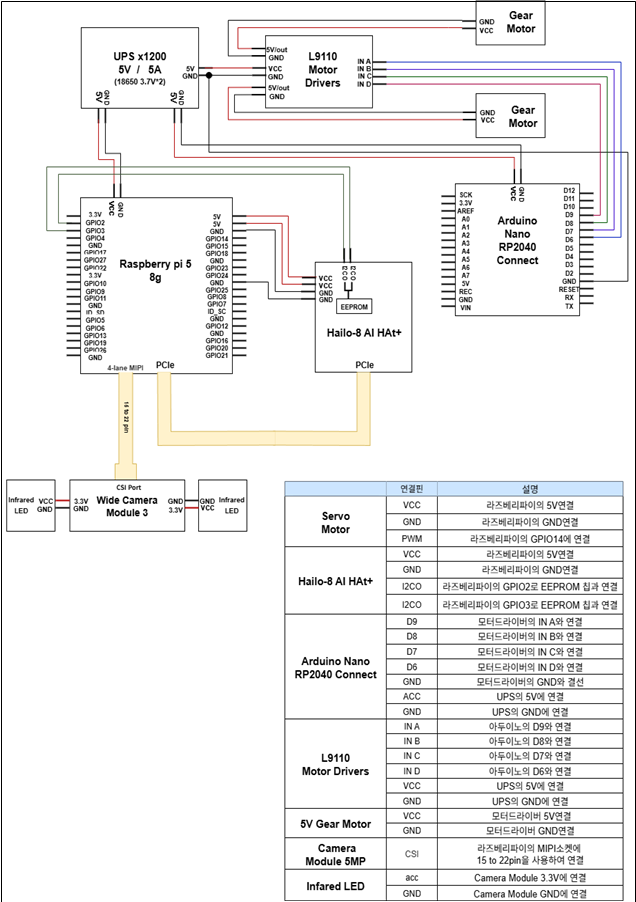 Gear
Motor
GND
VCC
UPS x1200
5V / 5A
(18650 3.7V*2)
5V
GND
5V
GND
5V
GND
L9110
Motor
Drivers
5V/out
GND
VCC
GND
5V/out
GND
IN A
IN B
IN C
IN D
GND
VCC
Gear
Motor
VCC
GND
Raspberry pi 5
8g
3.3V
GPIO2
GPIO3
GPIO4
GND
GPIO17
GPIO27
GPIO22
3.3V
GPIO10
GPIO9
GPIO11
GND
ID_SD
GPIO5
GPIO6
GPIO13
GPIO19
GPIO26
GND
5V
5V
GND
GPIO14
GPIO15
GPIO18
GND
GPIO23
GPIO24
GND
GPIO25
GPIO8
GPIO7
ID_SC
GND
GPIO12
GND
GPIO16
GPIO20
GPIO21
4-lane MIPI
PCIe
VCC
VCC
GND
GND
I2CO
I2CO
EEPROM
Hailo-8 AI HAt+
PCIe
VCC
GND
Arduino
Nano
RP2040
Connect
SCK
3.3V
AREF
A0
A1
A2
A3
A4
A5
A6
A7
5V
REC
GND
VIN
D12
D11
D10
D9
D8
D7
D6
D5
D4
D3
D2
GND
RESET
RX
TX
15 to 22 pin
CSI Port
Wide Camera
Module 3
3.3V
GND
GND
3.3V
Infrared
LED
VCC
GND
GND
VCC
Infrared
LED
연결핀 설명
Servo
Motor
VCC 라즈베리파이의 5V연결
GND 라즈베리파이의 GND연결
PWM 라즈베리파이의 GPIO14에 연결
Hailo-8 AI HAt+
VCC 라즈베리파이의 5V연결
GND 라즈베리파이의 GND연결
I2CO 라즈베리파이의 GPIO2로 EEPROM 칩과 연결
I2CO 라즈베리파이의 GPIO3로 EEPROM 칩과 연결
Arduino Nano
RP2040 Connect
D9 모터드라이버의 IN A와 연결
D8 모터드라이버의 IN B와 연결
D7 모터드라이버의 IN C와 연결
D6 모터드라이버의 IN D와 연결
GND 모터드라이버의 GND와 결선
ACC UPS의 5V에 연결
GND UPS의 GND에 연결
L9110
Motor Drivers
IN A 아두이노의 D9와 연결
IN B 아두이노의 D8와 연결
IN C 아두이노의 D7와 연결
IN D 아두이노의 D6와 연결
VCC UPS의 5V에 연결
GND UPS의 GND에 연결
5V Gear Motor
VCC 모터드라이버 5V연결
GND 모터드라이버 GND연결
Camera
Module 5MP
CSI 라즈베리파이의 MIPI소켓에
15 to 22pin을 사용하여 연결
Infared LED
acc Camera Module 3.3V에 연결
GND Camera Module GND에 연결